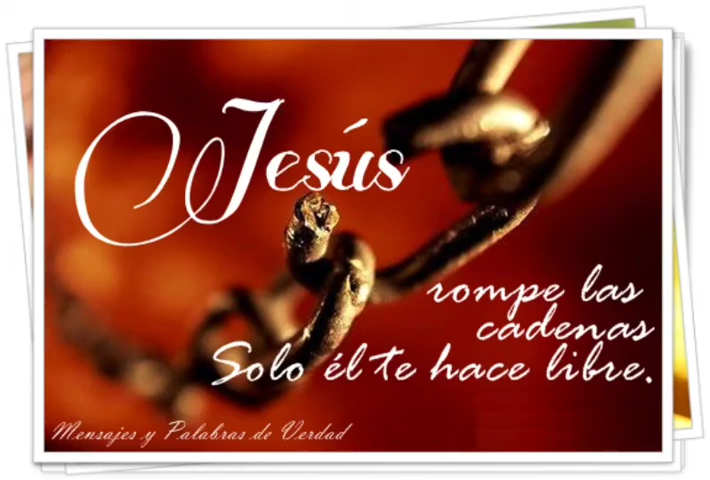 Jesús
rompe las
cadenas
Solo él te hace libre.
Mensajes y Palabras de Verdad